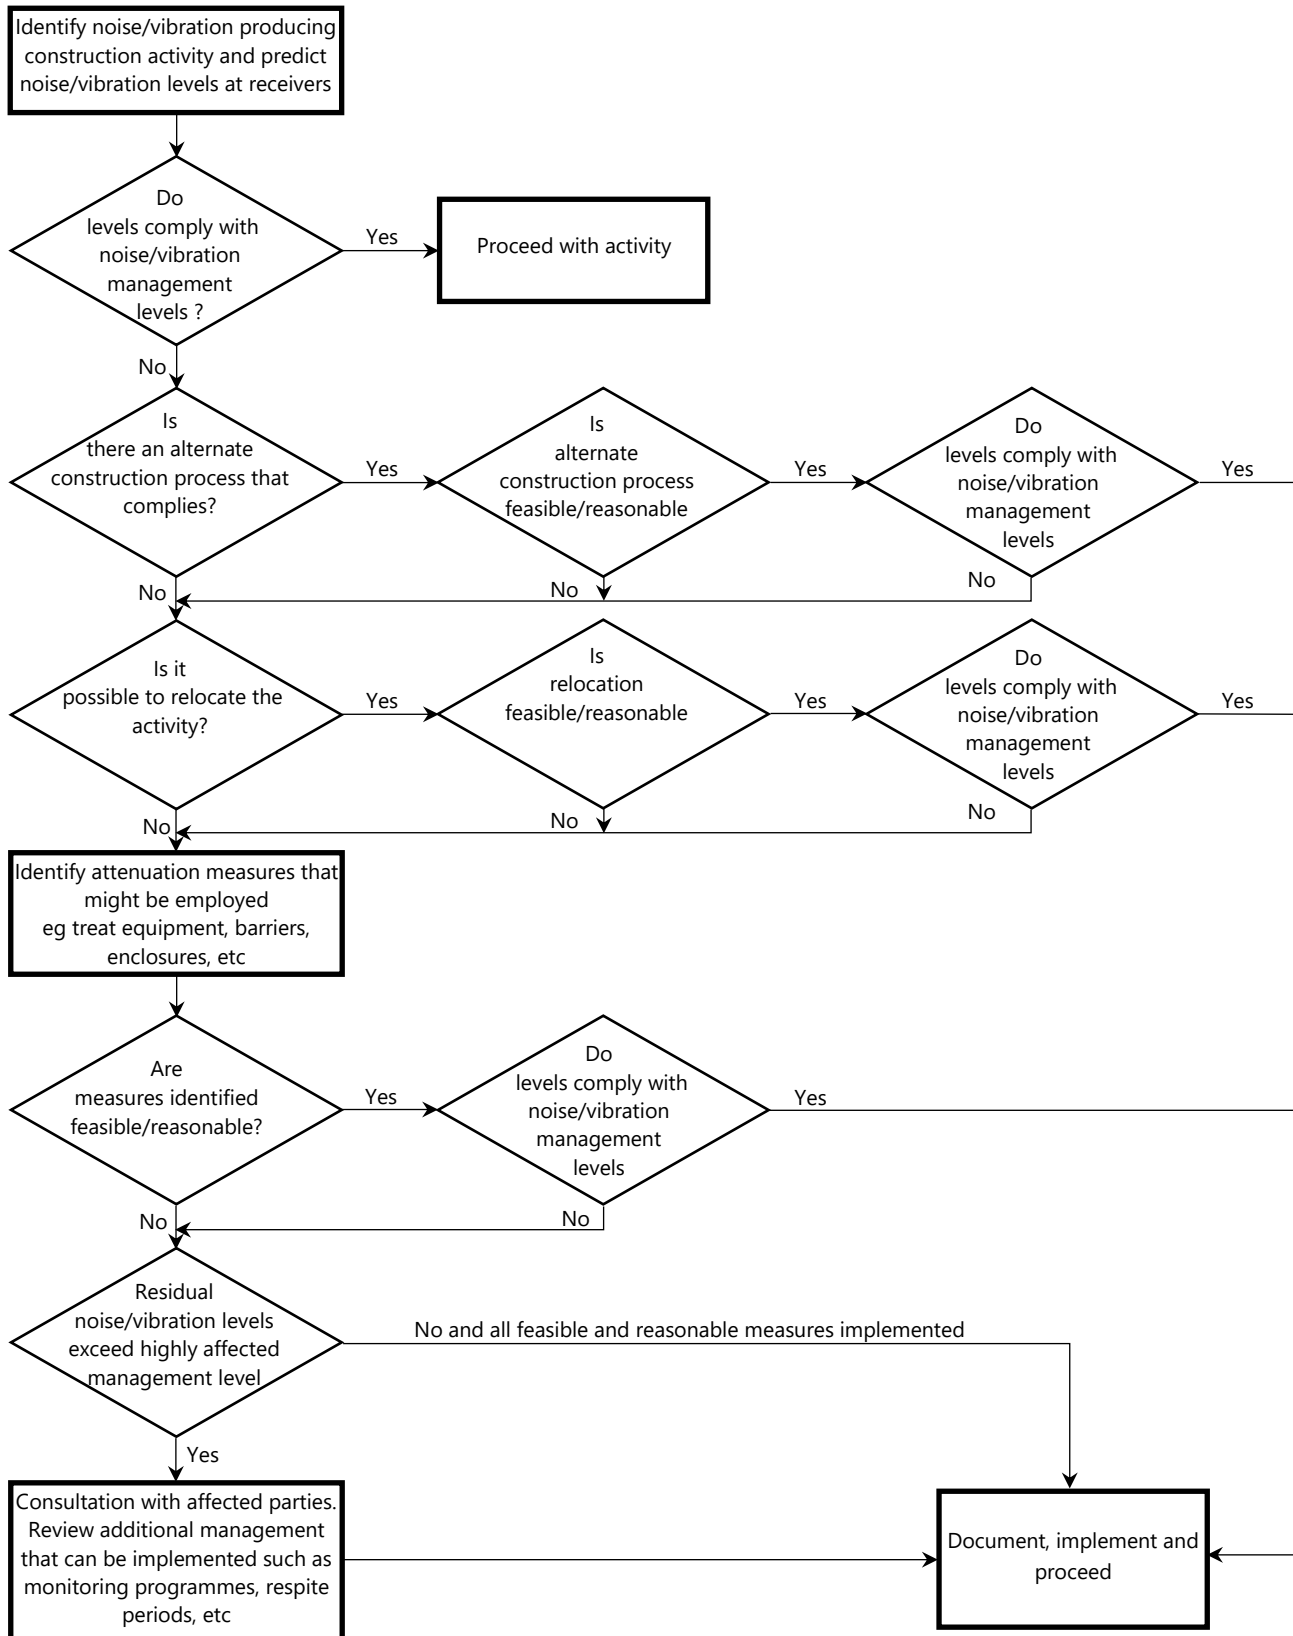 Identify noise/vibration producing
construction activity and predict
noise/vibration levels at receivers
Do
levels comply with
noise/vibration
management
levels ?
Yes
Proceed with activity
No
Is
there an alternate
construction process that
complies?
Yes
Is
alternate
construction process
feasible/reasonable
Yes
Do
levels comply with
noise/vibration
management
levels
Yes
No
No
No
Is it
possible to relocate the
activity?
Yes
Is
relocation
feasible/reasonable
Yes
Do
levels comply with
noise/vibration
management
levels
Yes
No
No
No
Identify attenuation measures that
might be employed
eg treat equipment, barriers,
enclosures, etc
Are
measures identified
feasible/reasonable?
Yes
Do
levels comply with
noise/vibration
management
levels
Yes
No
No
Residual
noise/vibration levels
exceed highly affected
management level
No and all feasible and reasonable measures implemented
Yes
Consultation with affected parties.
Review additional management
that can be implemented such as
monitoring programmes, respite
periods, etc
Document, implement and
proceed